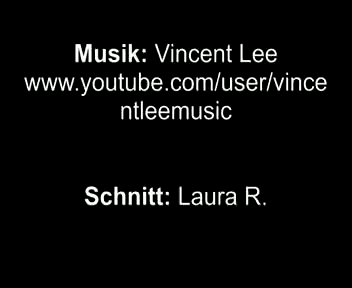 Musik: Vincent Lee
www.youtube.com/user/vince
ntleemusic
Schnitt: Laura R.